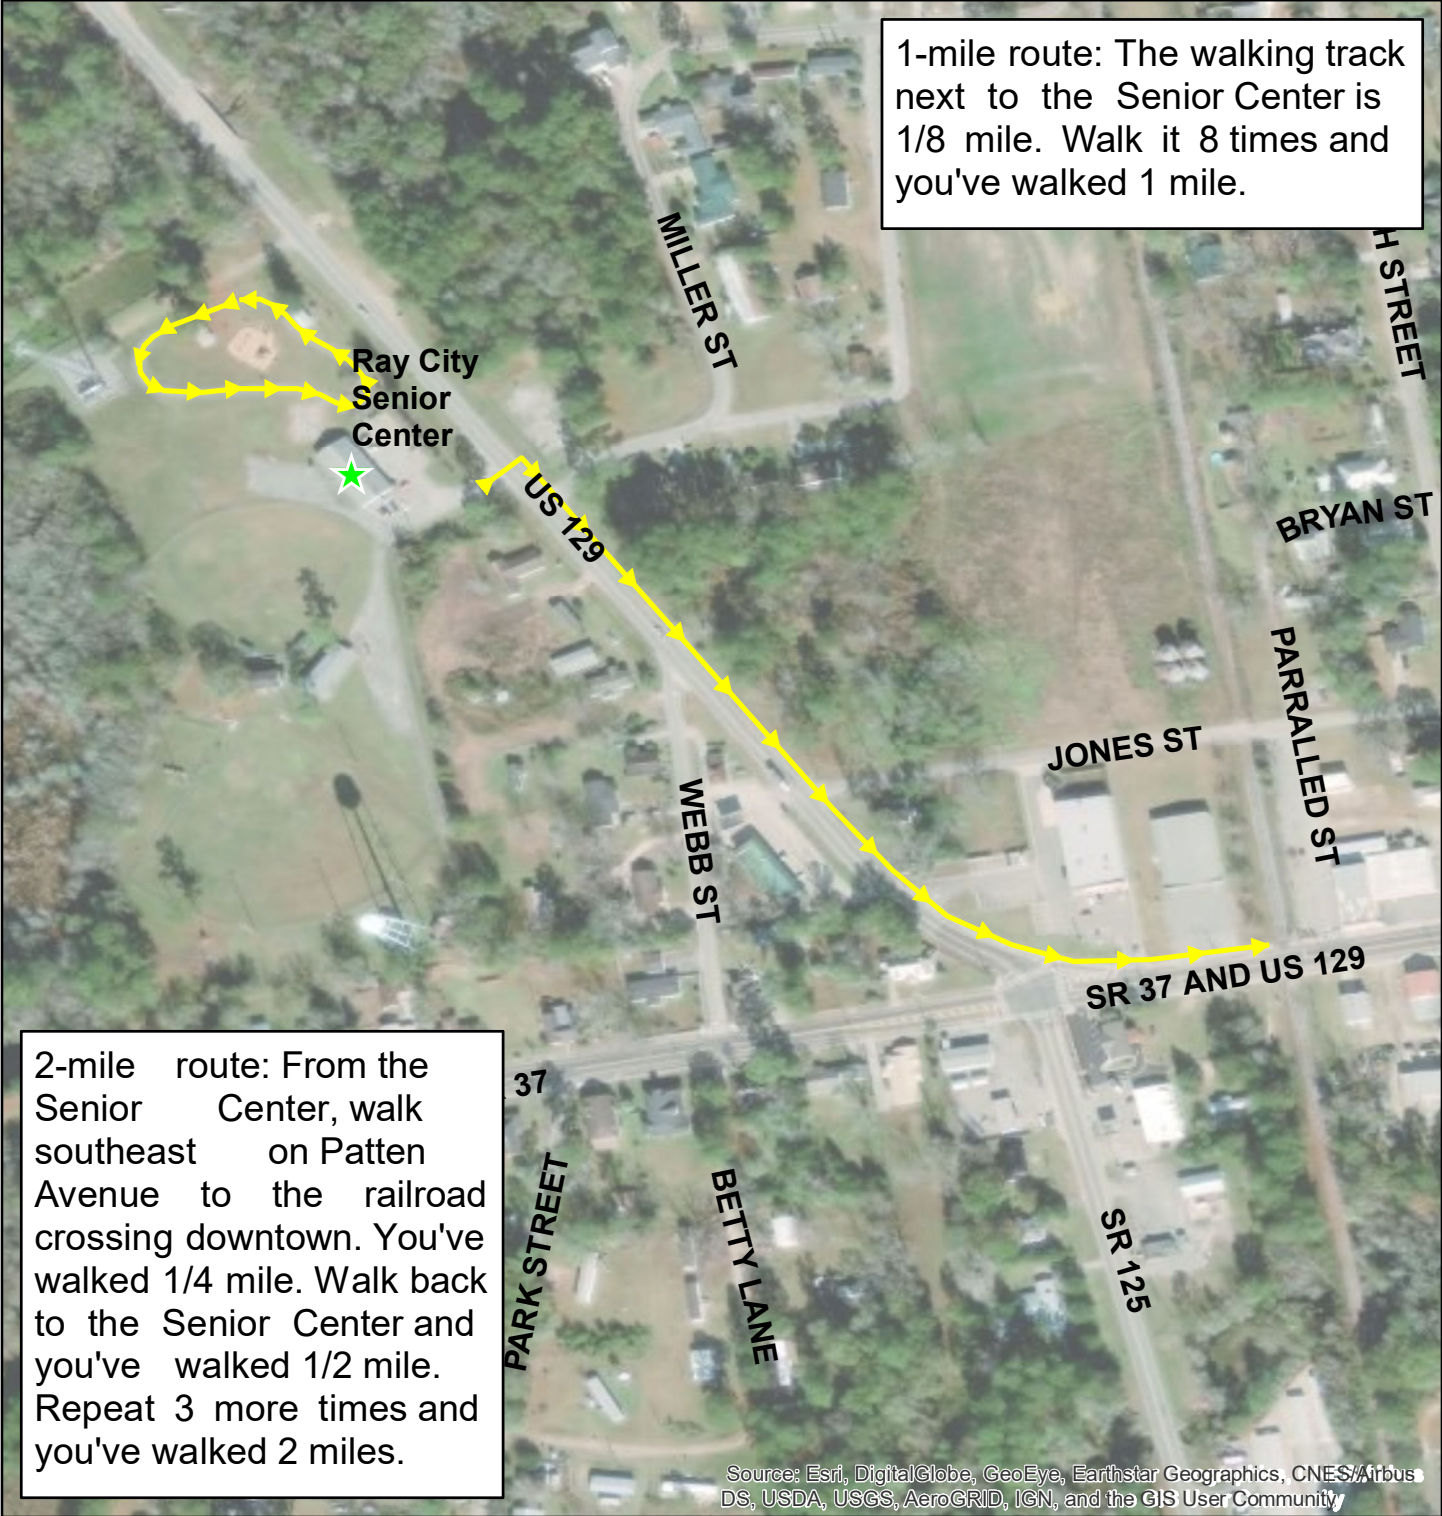 1-mile route: The walking track
next to the Senior Center is
1/8 mile. Walk it 8 times and
you've walked 1 mile.
H STREET
MILLER ST
Ray City
Senior
Center
US 129
BRYAN ST
PARRALLED ST
JONES ST
WEBB ST
SR 37 AND US 129
37
2-mile route: From the
Senior Center, walk
southeast on Patten
Avenue to the railroad
crossing downtown. You've
walked 1/4 mile. Walk back
to the Senior Center and
you've walked 1/2 mile.
Repeat 3 more times and
you've walked 2 miles.
PARK STREET
BETTY LANE
SR 125
Source: Esri, DigitalGlobe, GeoEye, Earthstar Geographics, CNES/Airbus
DS, USDA, USGS, AeroGRID, IGN, and the GIS User Community